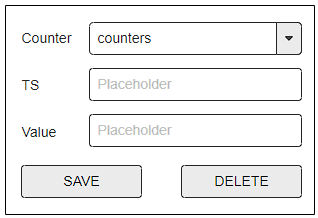 Counter counters
TS Placeholder
Value Placeholder
SAVE DELETE